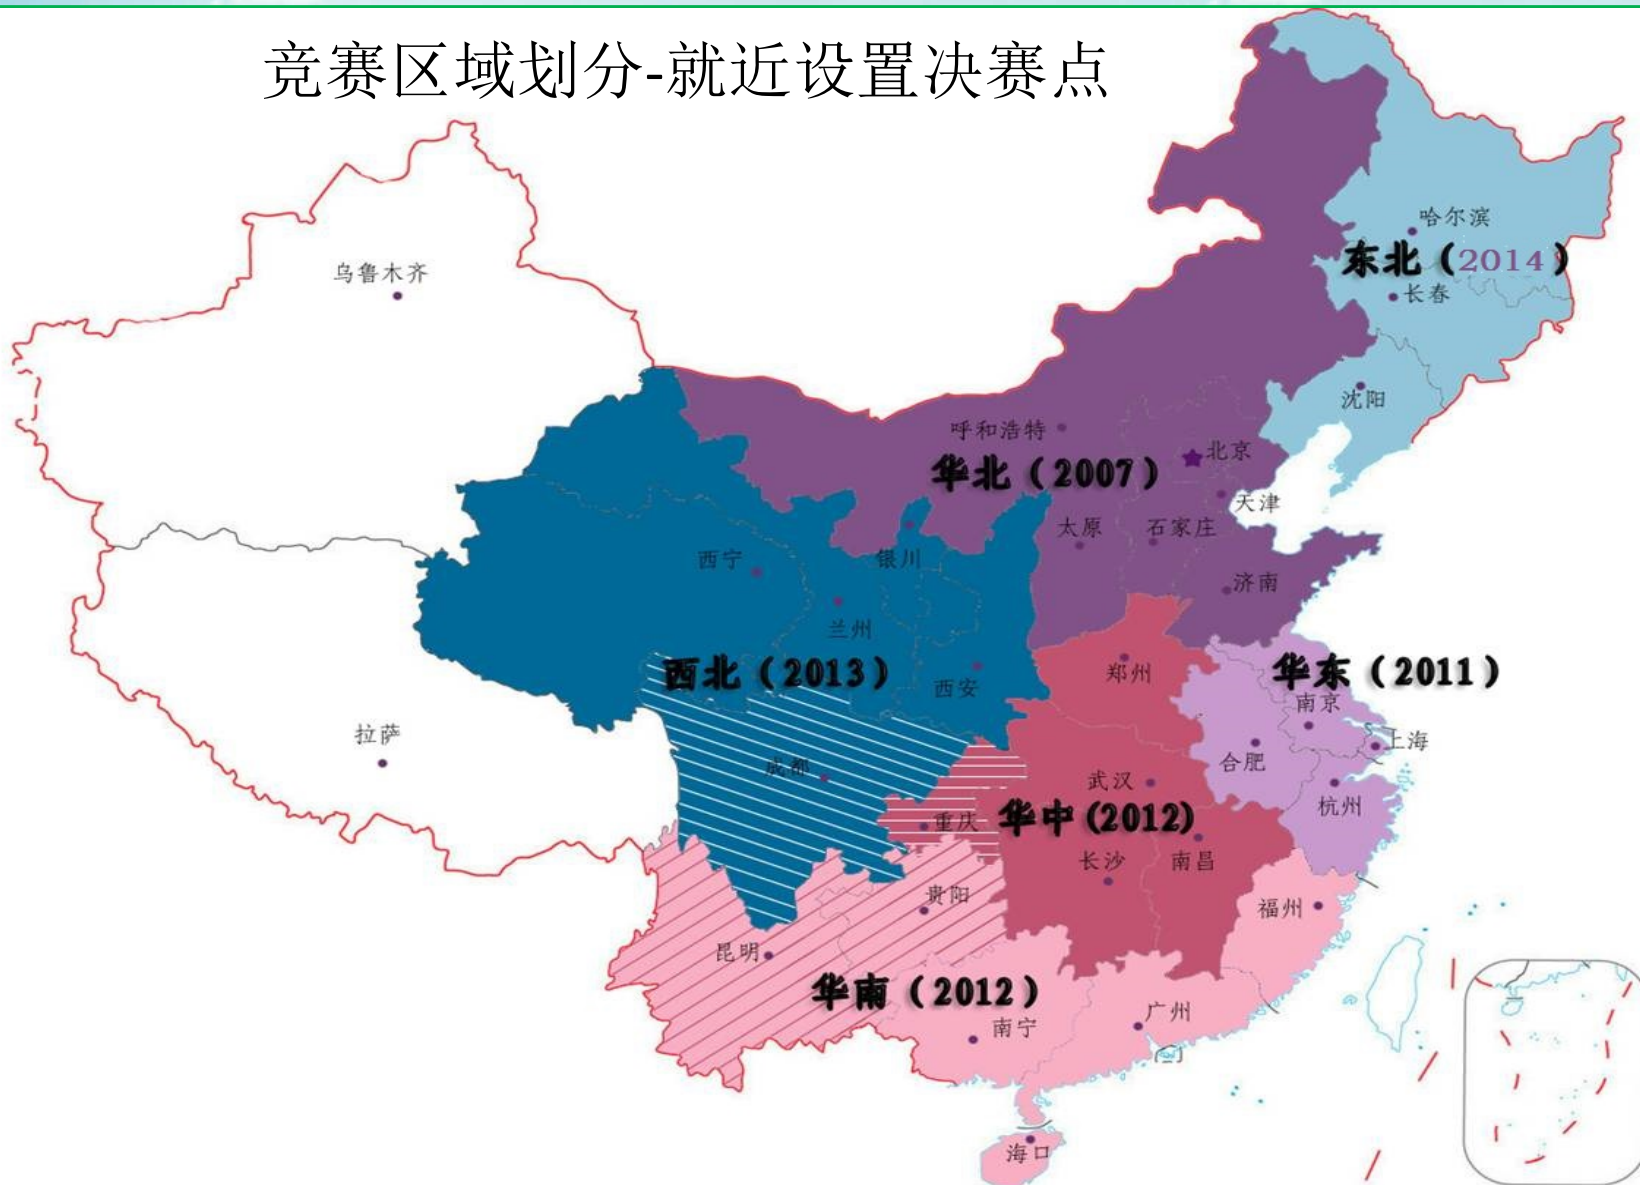 竞赛区域划分-就近设置决赛点
哈尔滨
东北（2014）
长春
乌鲁木齐
沈阳
呼和浩特
北京
华北（2007）
天津
太原
石家庄
西宁
银川
济南
兰州
西北（2013）
西安
郑州
华东（2011）
南京
拉萨
上海
合肥
成都
武汉
杭州
重庆
华中(2012)
长沙
南昌
贵阳
福州
昆明
华南（2012）
广州
南宁
海口